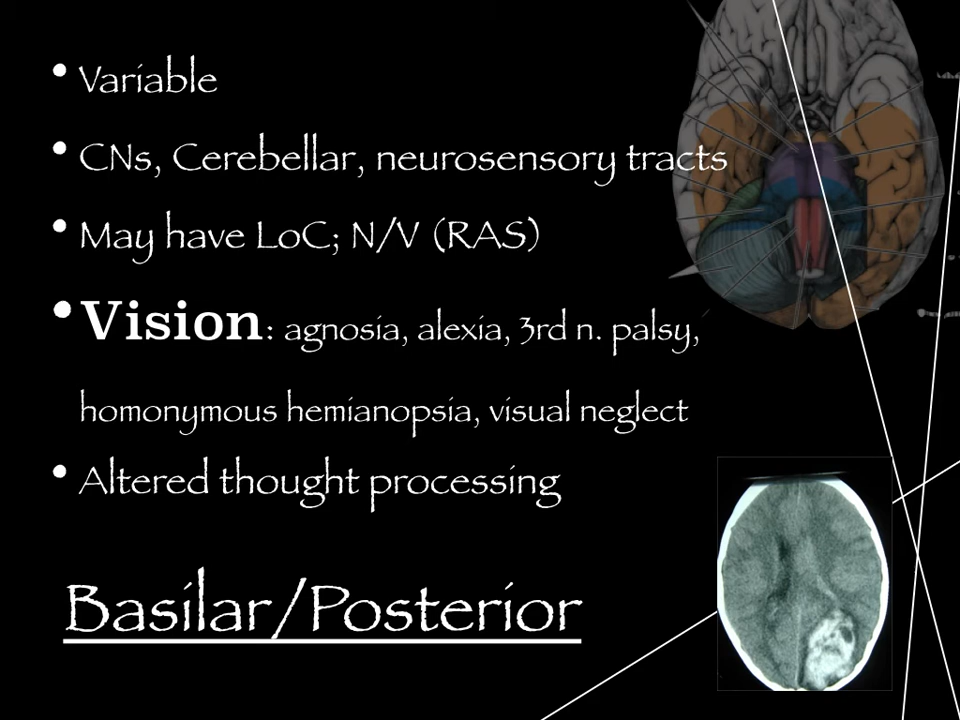 • Variable
• CNs, Cerebellar, neurosensory tracts
• May have LoC; N/V (RAS)
• Vision: agnosia, alexia, 3rd n. palsy,
homonymous hemianopsia, visual neglect
• Altered thought processing
Basilar/Posterior